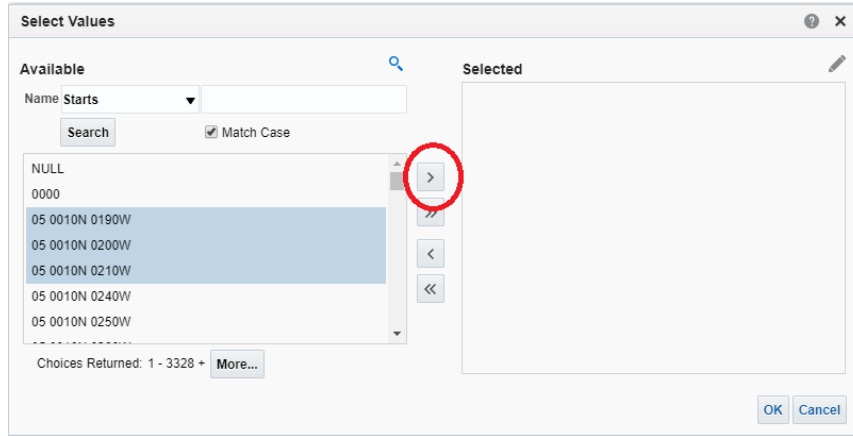 Select Values
Available
Selected
Name Starts
Search
Match Case
NULL
0000
05 0010N 0190W
05 0010N 0200W
05 0010N 0210W
05 0010N 0240W
05 0010N 0250W
Choices Returned: 1 - 3328 + More...
OK Cancel